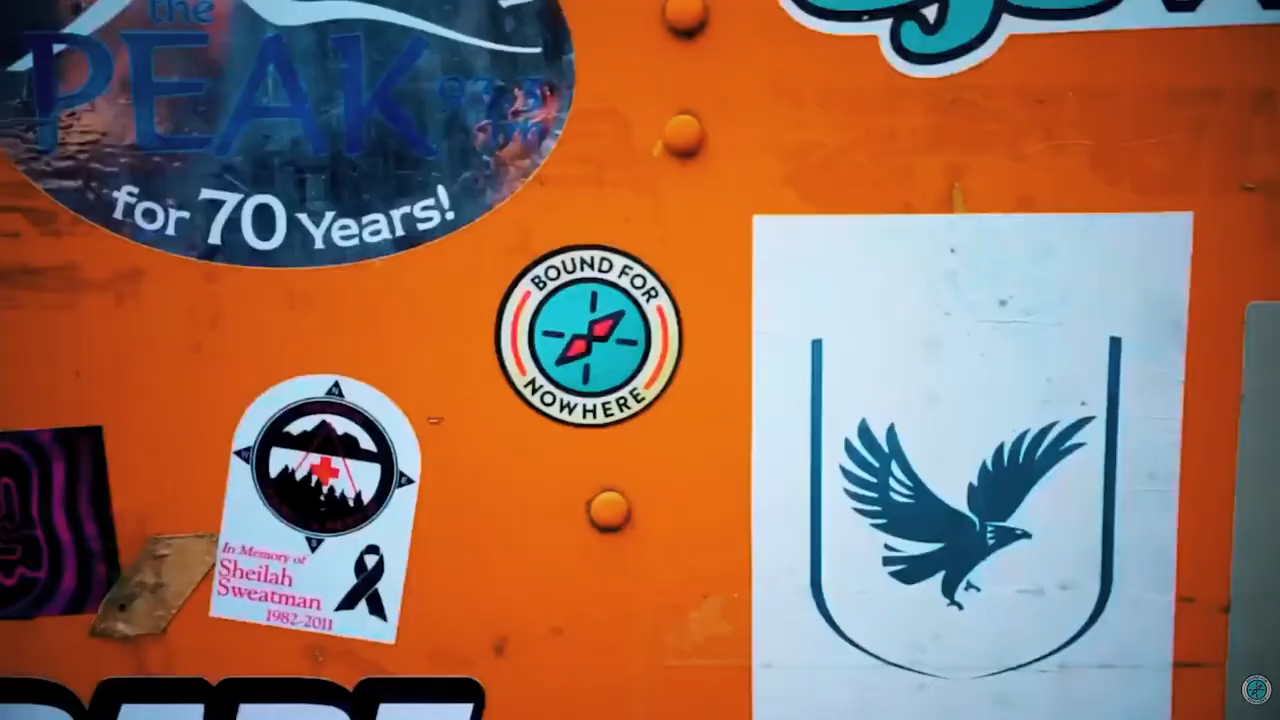 the
PEAK
for 70 Years!
BOUND FOR
NOWHERE
N
In Memory of
Sheilah
Sweatman
1982-2011